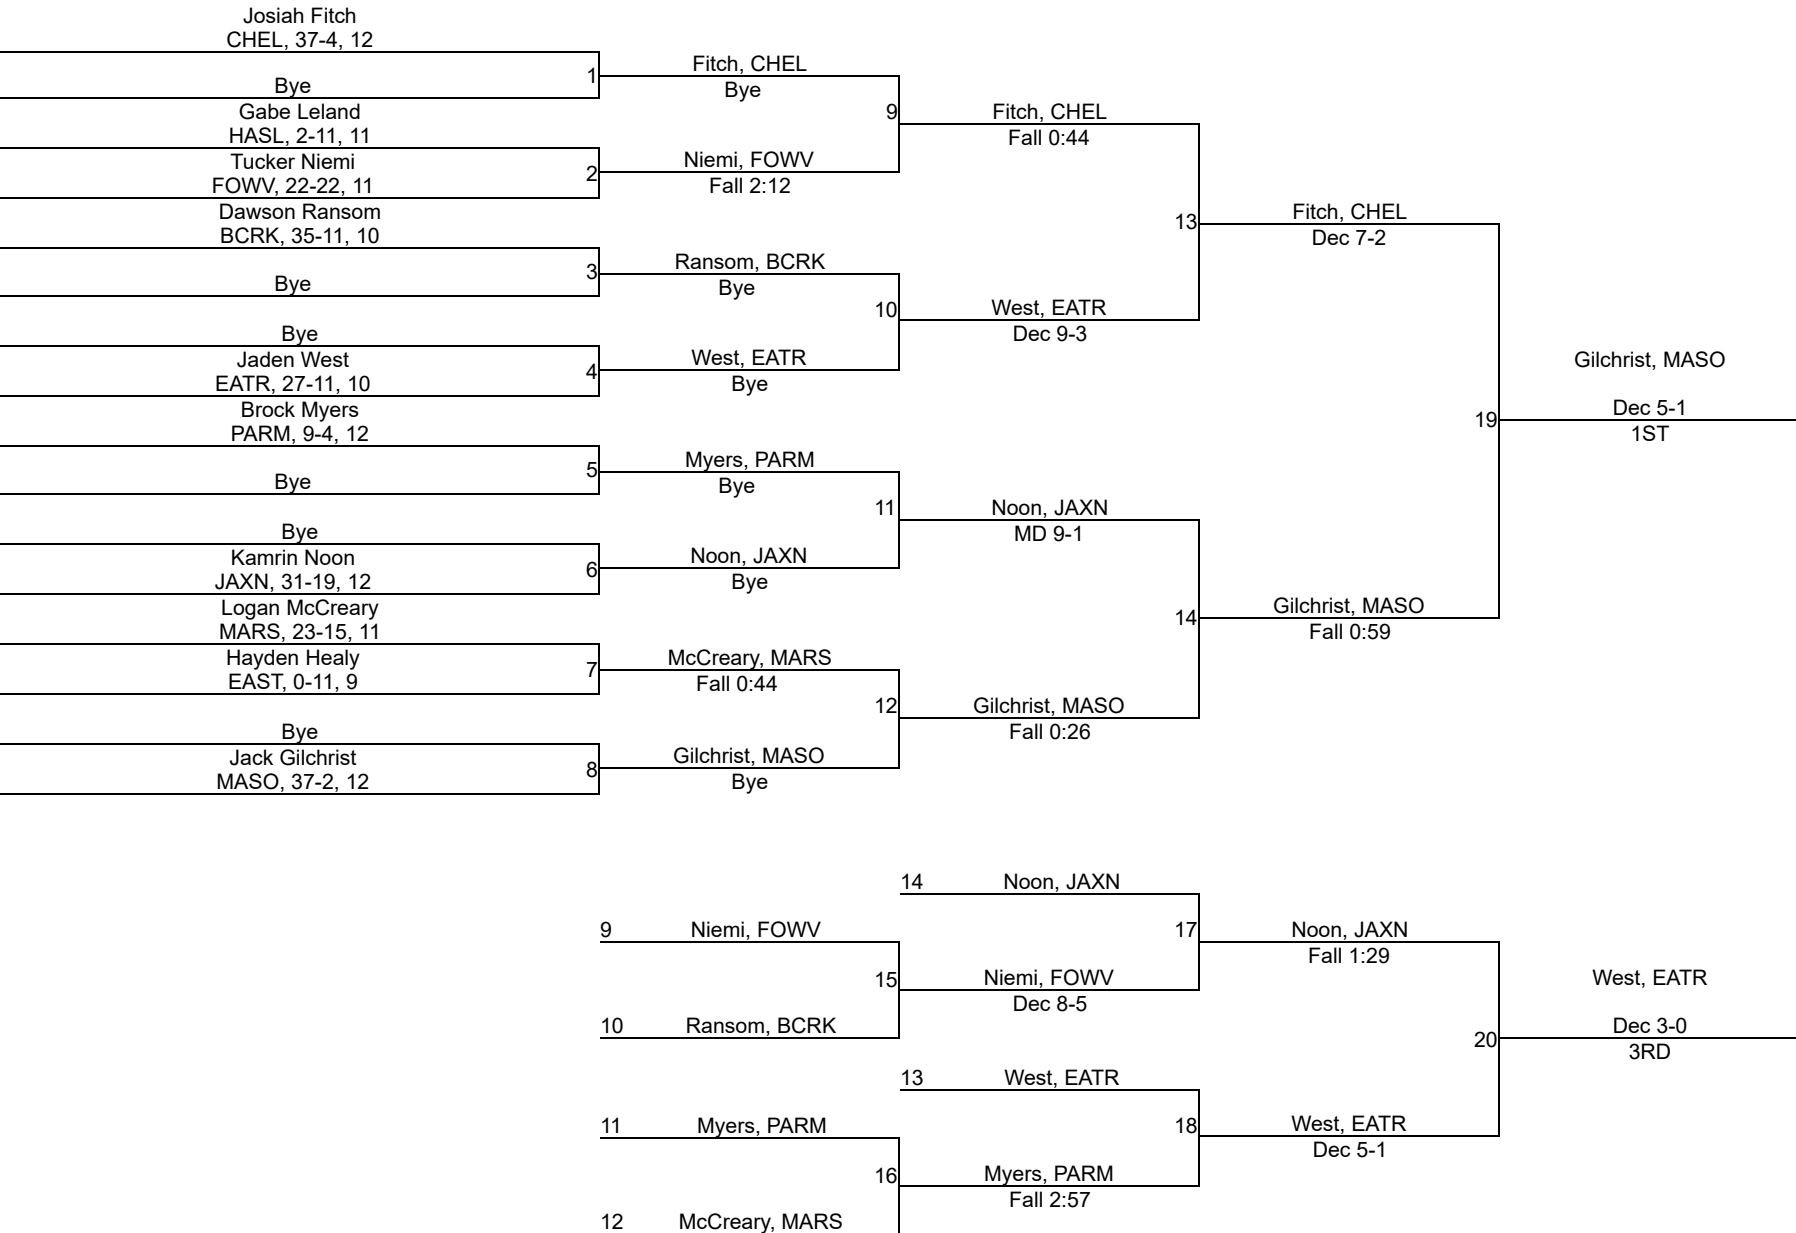 Josiah Fitch
CHEL, 37-4, 12
Bye
1
Gabe Leland
HASL, 2-11, 11
Tucker Niemi
FOWV, 22-22, 11
2
Dawson Ransom
BCRK, 35-11, 10
Bye
3
Bye
Jaden West
EATR, 27-11, 10
4
Brock Myers
PARM, 9-4, 12
Bye
5
Bye
Kamrin Noon
JAXN, 31-19, 12
6
Logan McCreary
MARS, 23-15, 11
Hayden Healy
EAST, 0-11, 9
7
Bye
Jack Gilchrist
MASO, 37-2, 12
8
Fitch, CHEL
Bye
9
Niemi, FOWV
Fall 2:12
Ransom, BCRK
Bye
10
West, EATR
Bye
Myers, PARM
Bye
11
Noon, JAXN
Bye
McCreary, MARS
Fall 0:44
12
Gilchrist, MASO
Bye
Fitch, CHEL
Fall 0:44
13
West, EATR
Dec 9-3
Noon, JAXN
MD 9-1
14
Gilchrist, MASO
Fall 0:26
Fitch, CHEL
Dec 7-2
19
Gilchrist, MASO
Fall 0:59
Gilchrist, MASO
Dec 5-1
1ST
14 Noon, JAXN
9 Niemi, FOWV
17
15
Niemi, FOWV
Dec 8-5
10 Ransom, BCRK
13 West, EATR
11 Myers, PARM
18
16
Myers, PARM
Fall 2:57
12 McCreary, MARS
Noon, JAXN
Fall 1:29
20
West, EATR
Dec 5-1
West, EATR
Dec 3-0
3RD